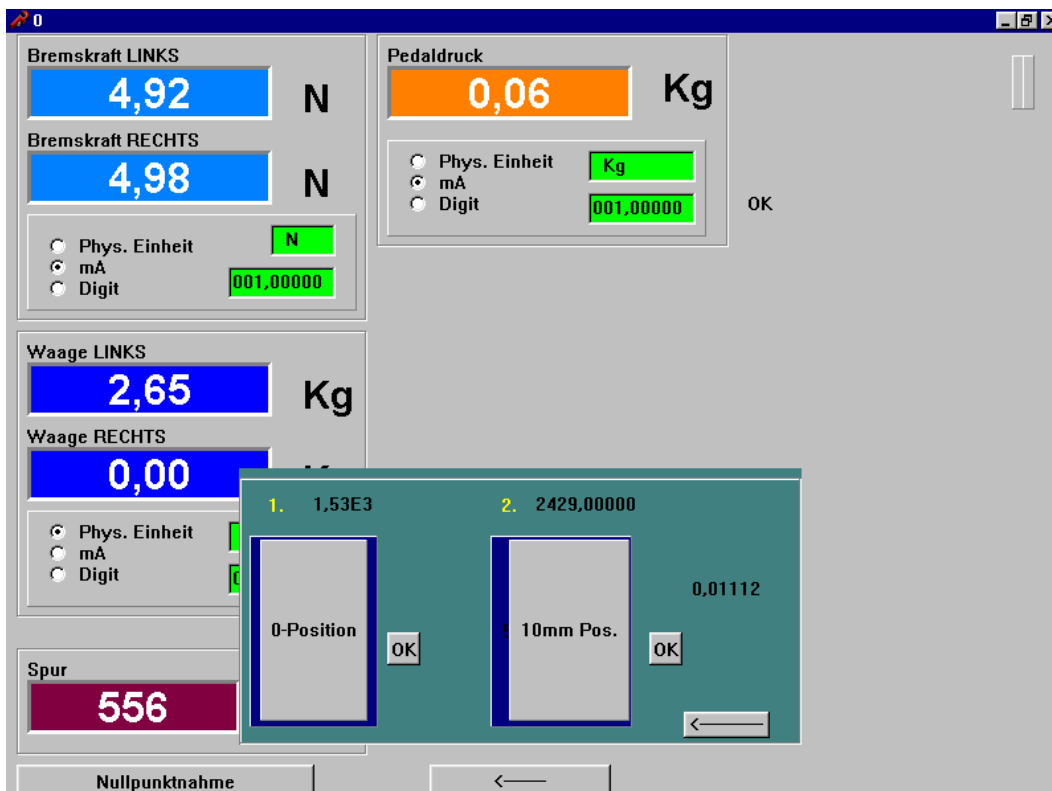 0
Bremskraft LINKS
4,92 N
Bremskraft RECHTS
4,98 N
Phys. Einheit N
mA
Digit 001,00000
Pedaldruck
0,06 Kg
Phys. Einheit Kg
mA
Digit 001,00000
OK
Waage LINKS
2,65 Kg
Waage RECHTS
0,00
Phys. Einheit
mA
Digit
1. 1,53E3
2. 2429,00000
0-Position
OK
10mm Pos.
OK
0,01112
Spur
556
Nullpunktnahme